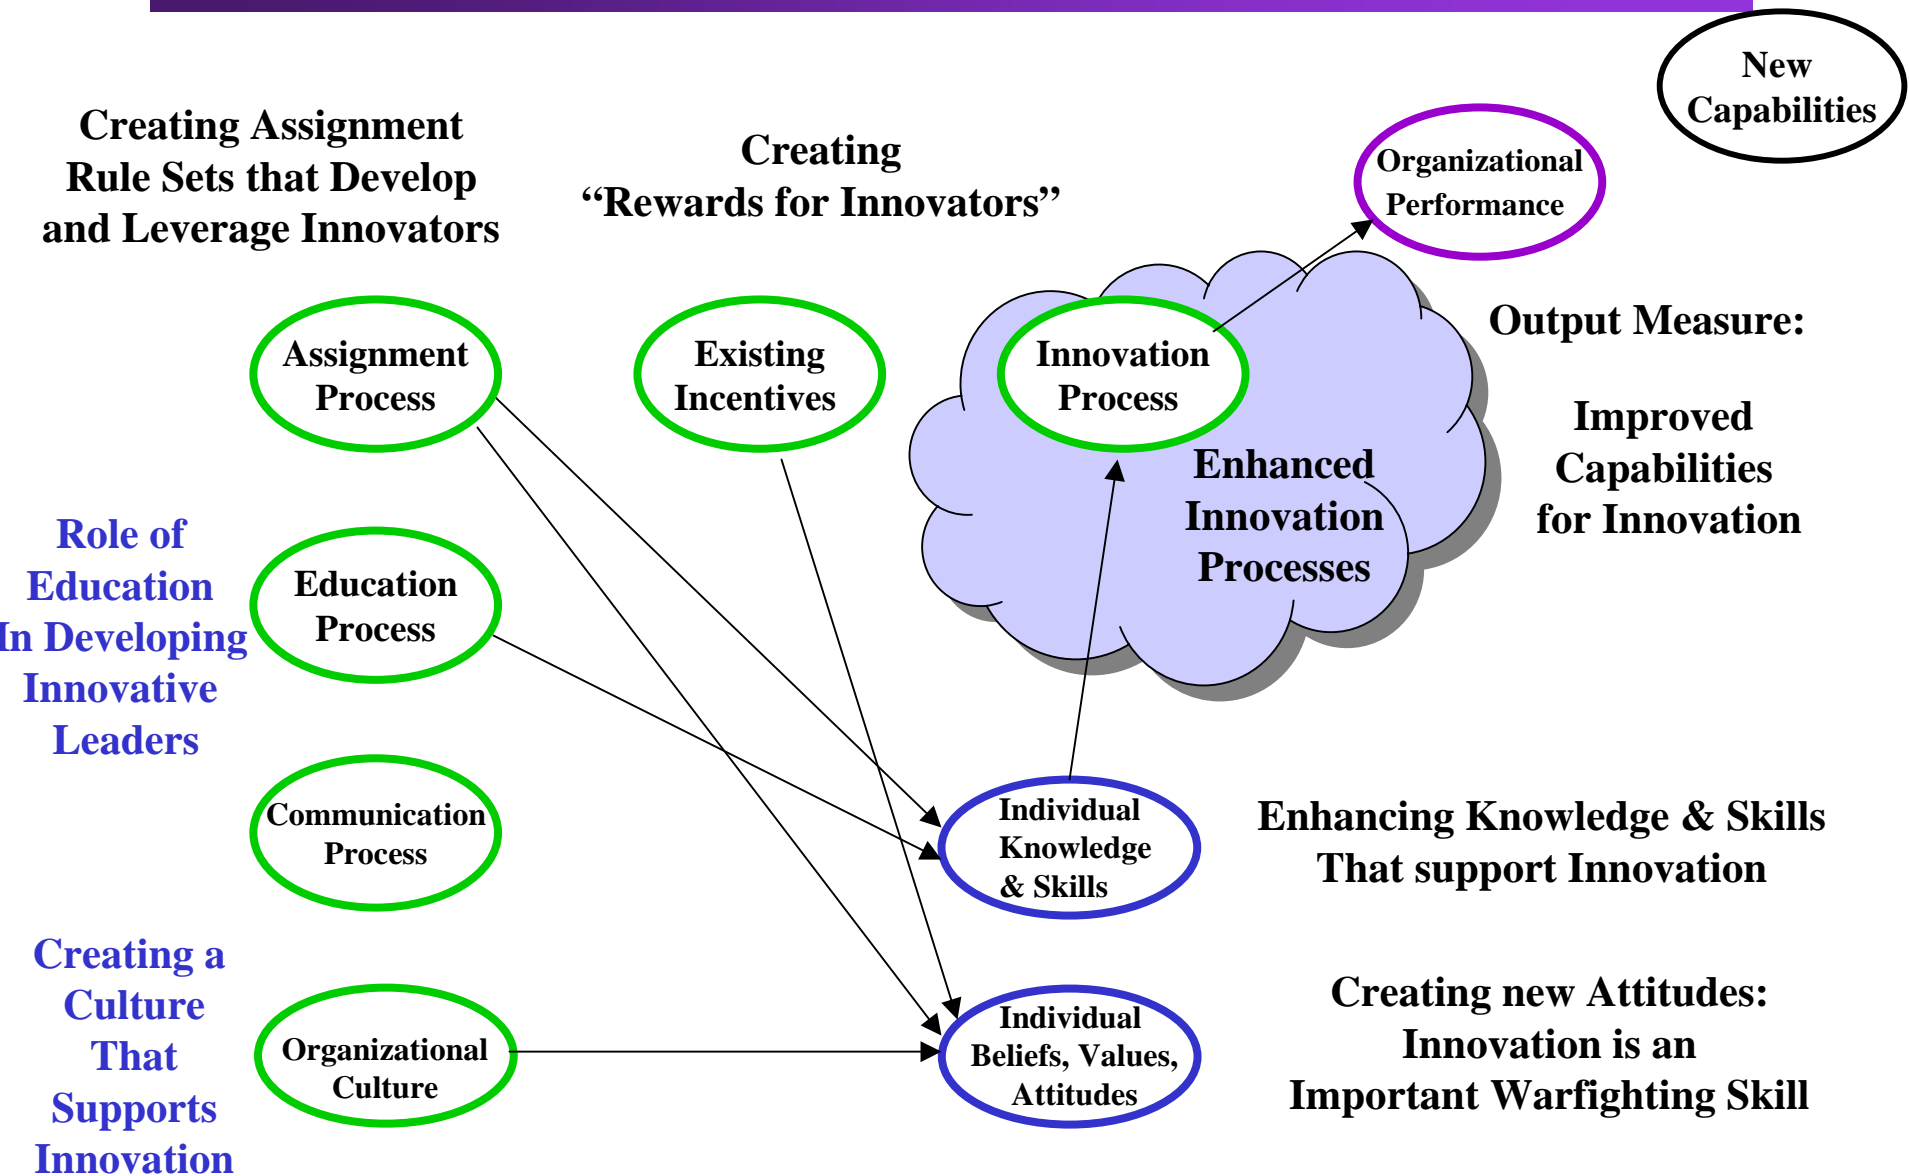 New
Capabilities
Creating Assignment
Rule Sets that Develop
and Leverage Innovators
Creating
“Rewards for Innovators”
Organizational
Performance
Assignment
Process
Existing
Incentives
Innovation
Process
Enhanced
Innovation
Processes
Output Measure:
Improved
Capabilities
for Innovation
Role of
Education
In Developing
Innovative
Leaders
Education
Process
Communication
Process
Individual
Knowledge
& Skills
Enhancing Knowledge & Skills
That support Innovation
Creating a
Culture
That
Supports
Innovation
Organizational
Culture
Individual
Beliefs, Values,
Attitudes
Creating new Attitudes:
Innovation is an
Important Warfighting Skill